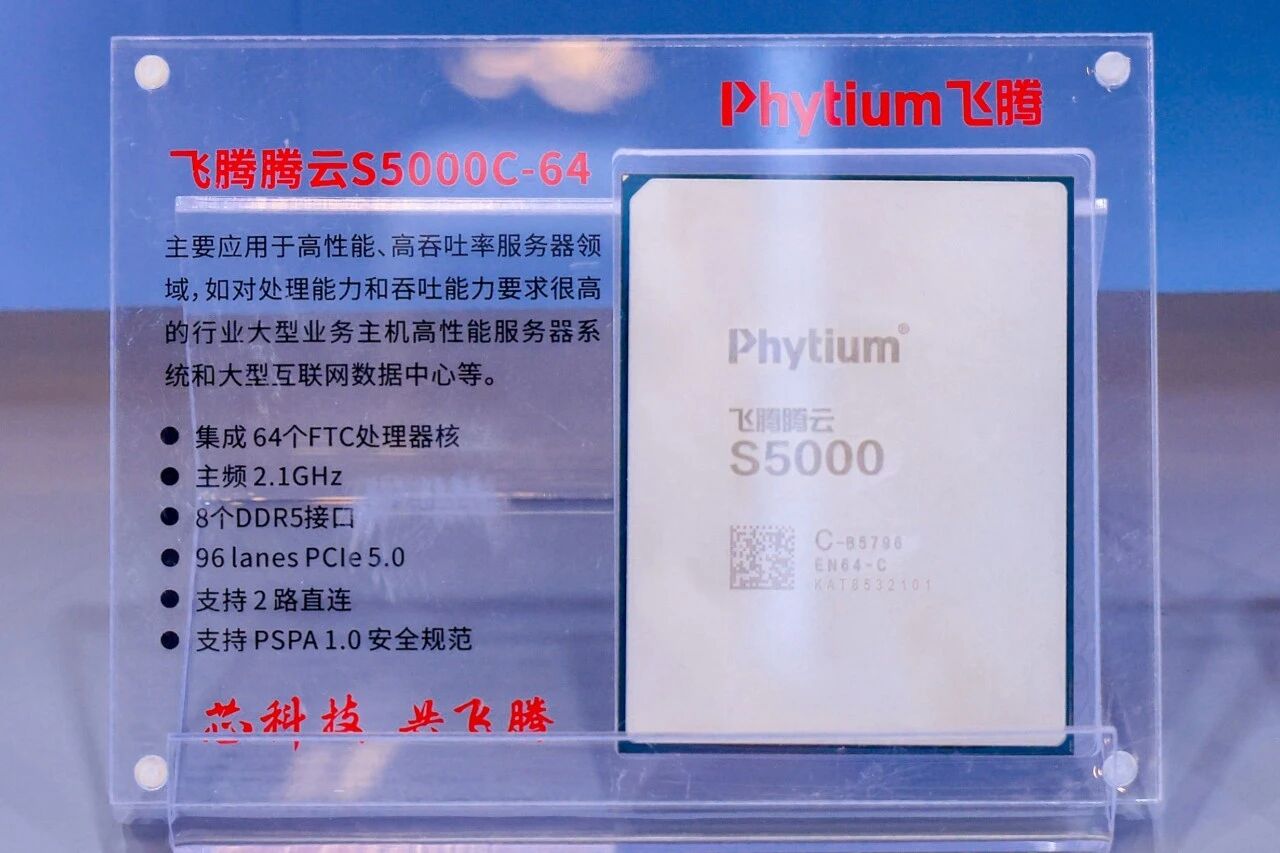 Phytium飞腾
飞腾腾云S5000C-64
主要应用于高性能、高吞吐率服务器领
域，如对处理能力和吞吐能力要求很高
的行业大型业务主机高性能服务器系
统和大型互联网数据中心等。
● 集成 64个FTC处理器核
● 主频 2.1GHz
● 8个DDR5接口
● 96 lanes PCIe 5.0
● 支持 2 路直连
● 支持 PSPA 1.0 安全规范
芯科技 共飞腾
Phytium®
飞腾腾云
S5000
C-B5796
EN64-C
KAT8532101